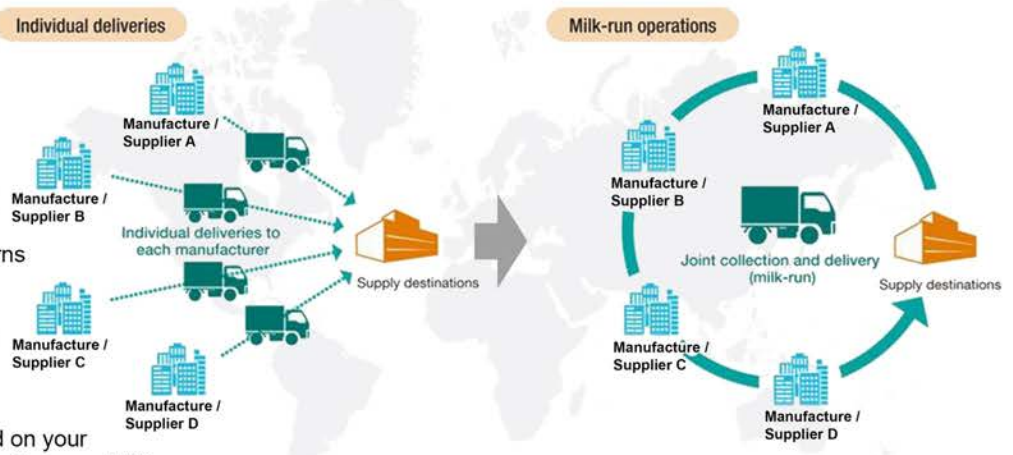 Individual deliveries
Manufacture /
Supplier A
Manufacture /
Supplier B
Individual deliveries to
each manufacturer
Supply destinations
Manufacture /
Supplier C
Manufacture /
Supplier D
on your
Milk-run operations
Manufacture /
Supplier A
Manufacture /
Supplier B
Joint collection and delivery
(milk-run)
Supply destinations
Manufacture /
Supplier C
Manufacture /
Supplier D